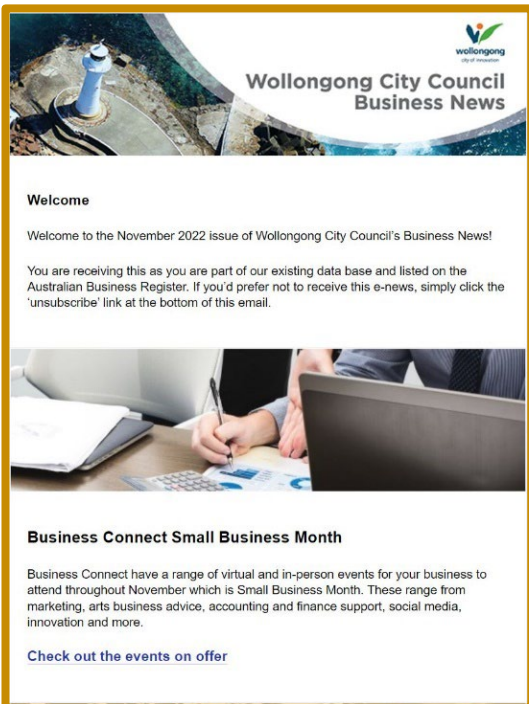 wollongong
city of innovation
Wollongong City Council
Business News
Welcome
Welcome to the November 2022 issue of Wollongong City Council's Business News!
You are receiving this as you are part of our existing data base and listed on the
Australian Business Register. If you'd prefer not to receive this e-news, simply click the
'unsubscribe' link at the bottom of this email.
Business Connect Small Business Month
Business Connect have a range of virtual and in-person events for your business to
attend throughout November which is Small Business Month. These range from
marketing, arts business advice, accounting and finance support, social media,
innovation and more.
Check out the events on offer